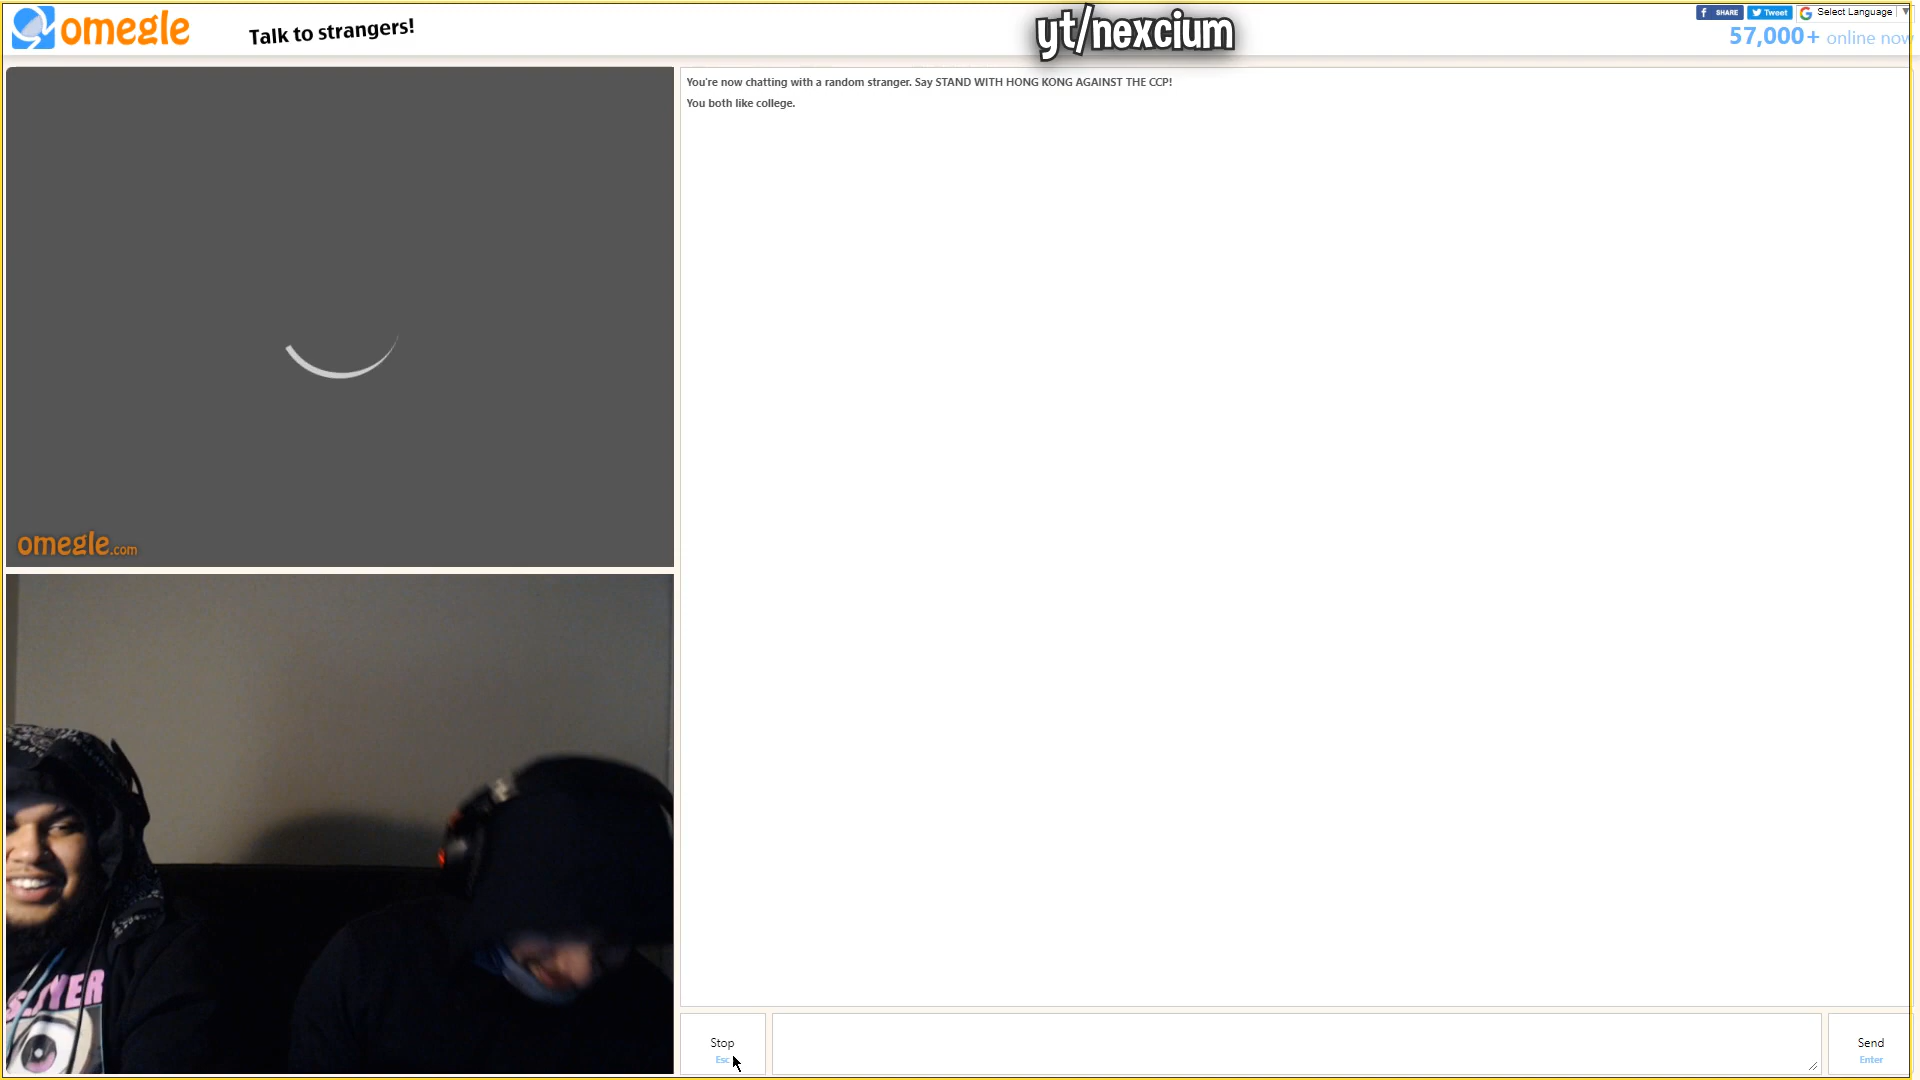 omegle
Talk to strangers!
yt/nexcium
SHARE
Tweet
G Select Language
57,000+ online now
You're now chatting with a random stranger. Say STAND WITH HONG KONG AGAINST THE CCP!
You both like college.
omegle.com
Stop
Esc
Send
Enter